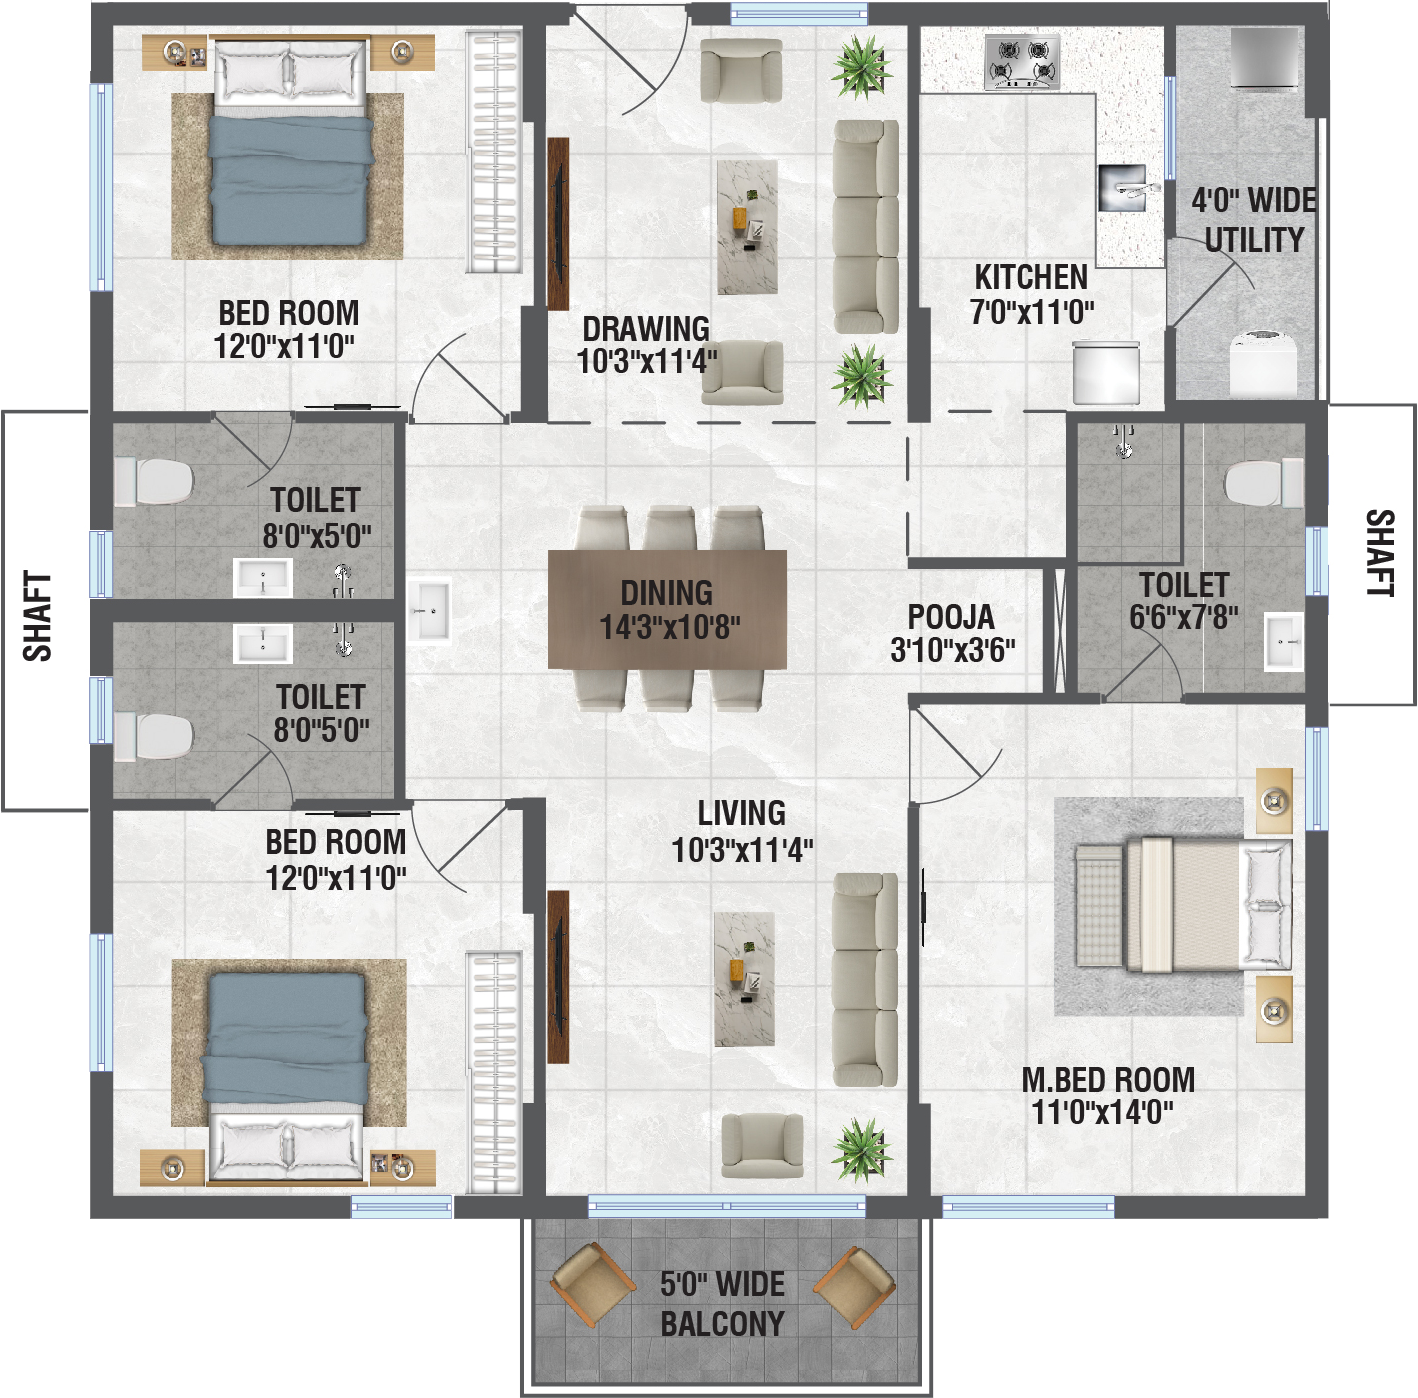 4'0" WIDE
UTILITY
KITCHEN
7'0"x11'0"
BED ROOM
12'0"x11'0"
DRAWING
10'3"x11'4"
TOILET
8'0"x5'0"
SHAFT
SHAFT
DINING
14'3"x10'8"
POOJA
3'10"x3'6"
TOILET
6'6"x7'8"
TOILET
8'0"5'0"
BED ROOM
12'0"x11'0"
LIVING
10'3"x11'4"
M.BED ROOM
11'0"x14'0"
5'0" WIDE
BALCONY